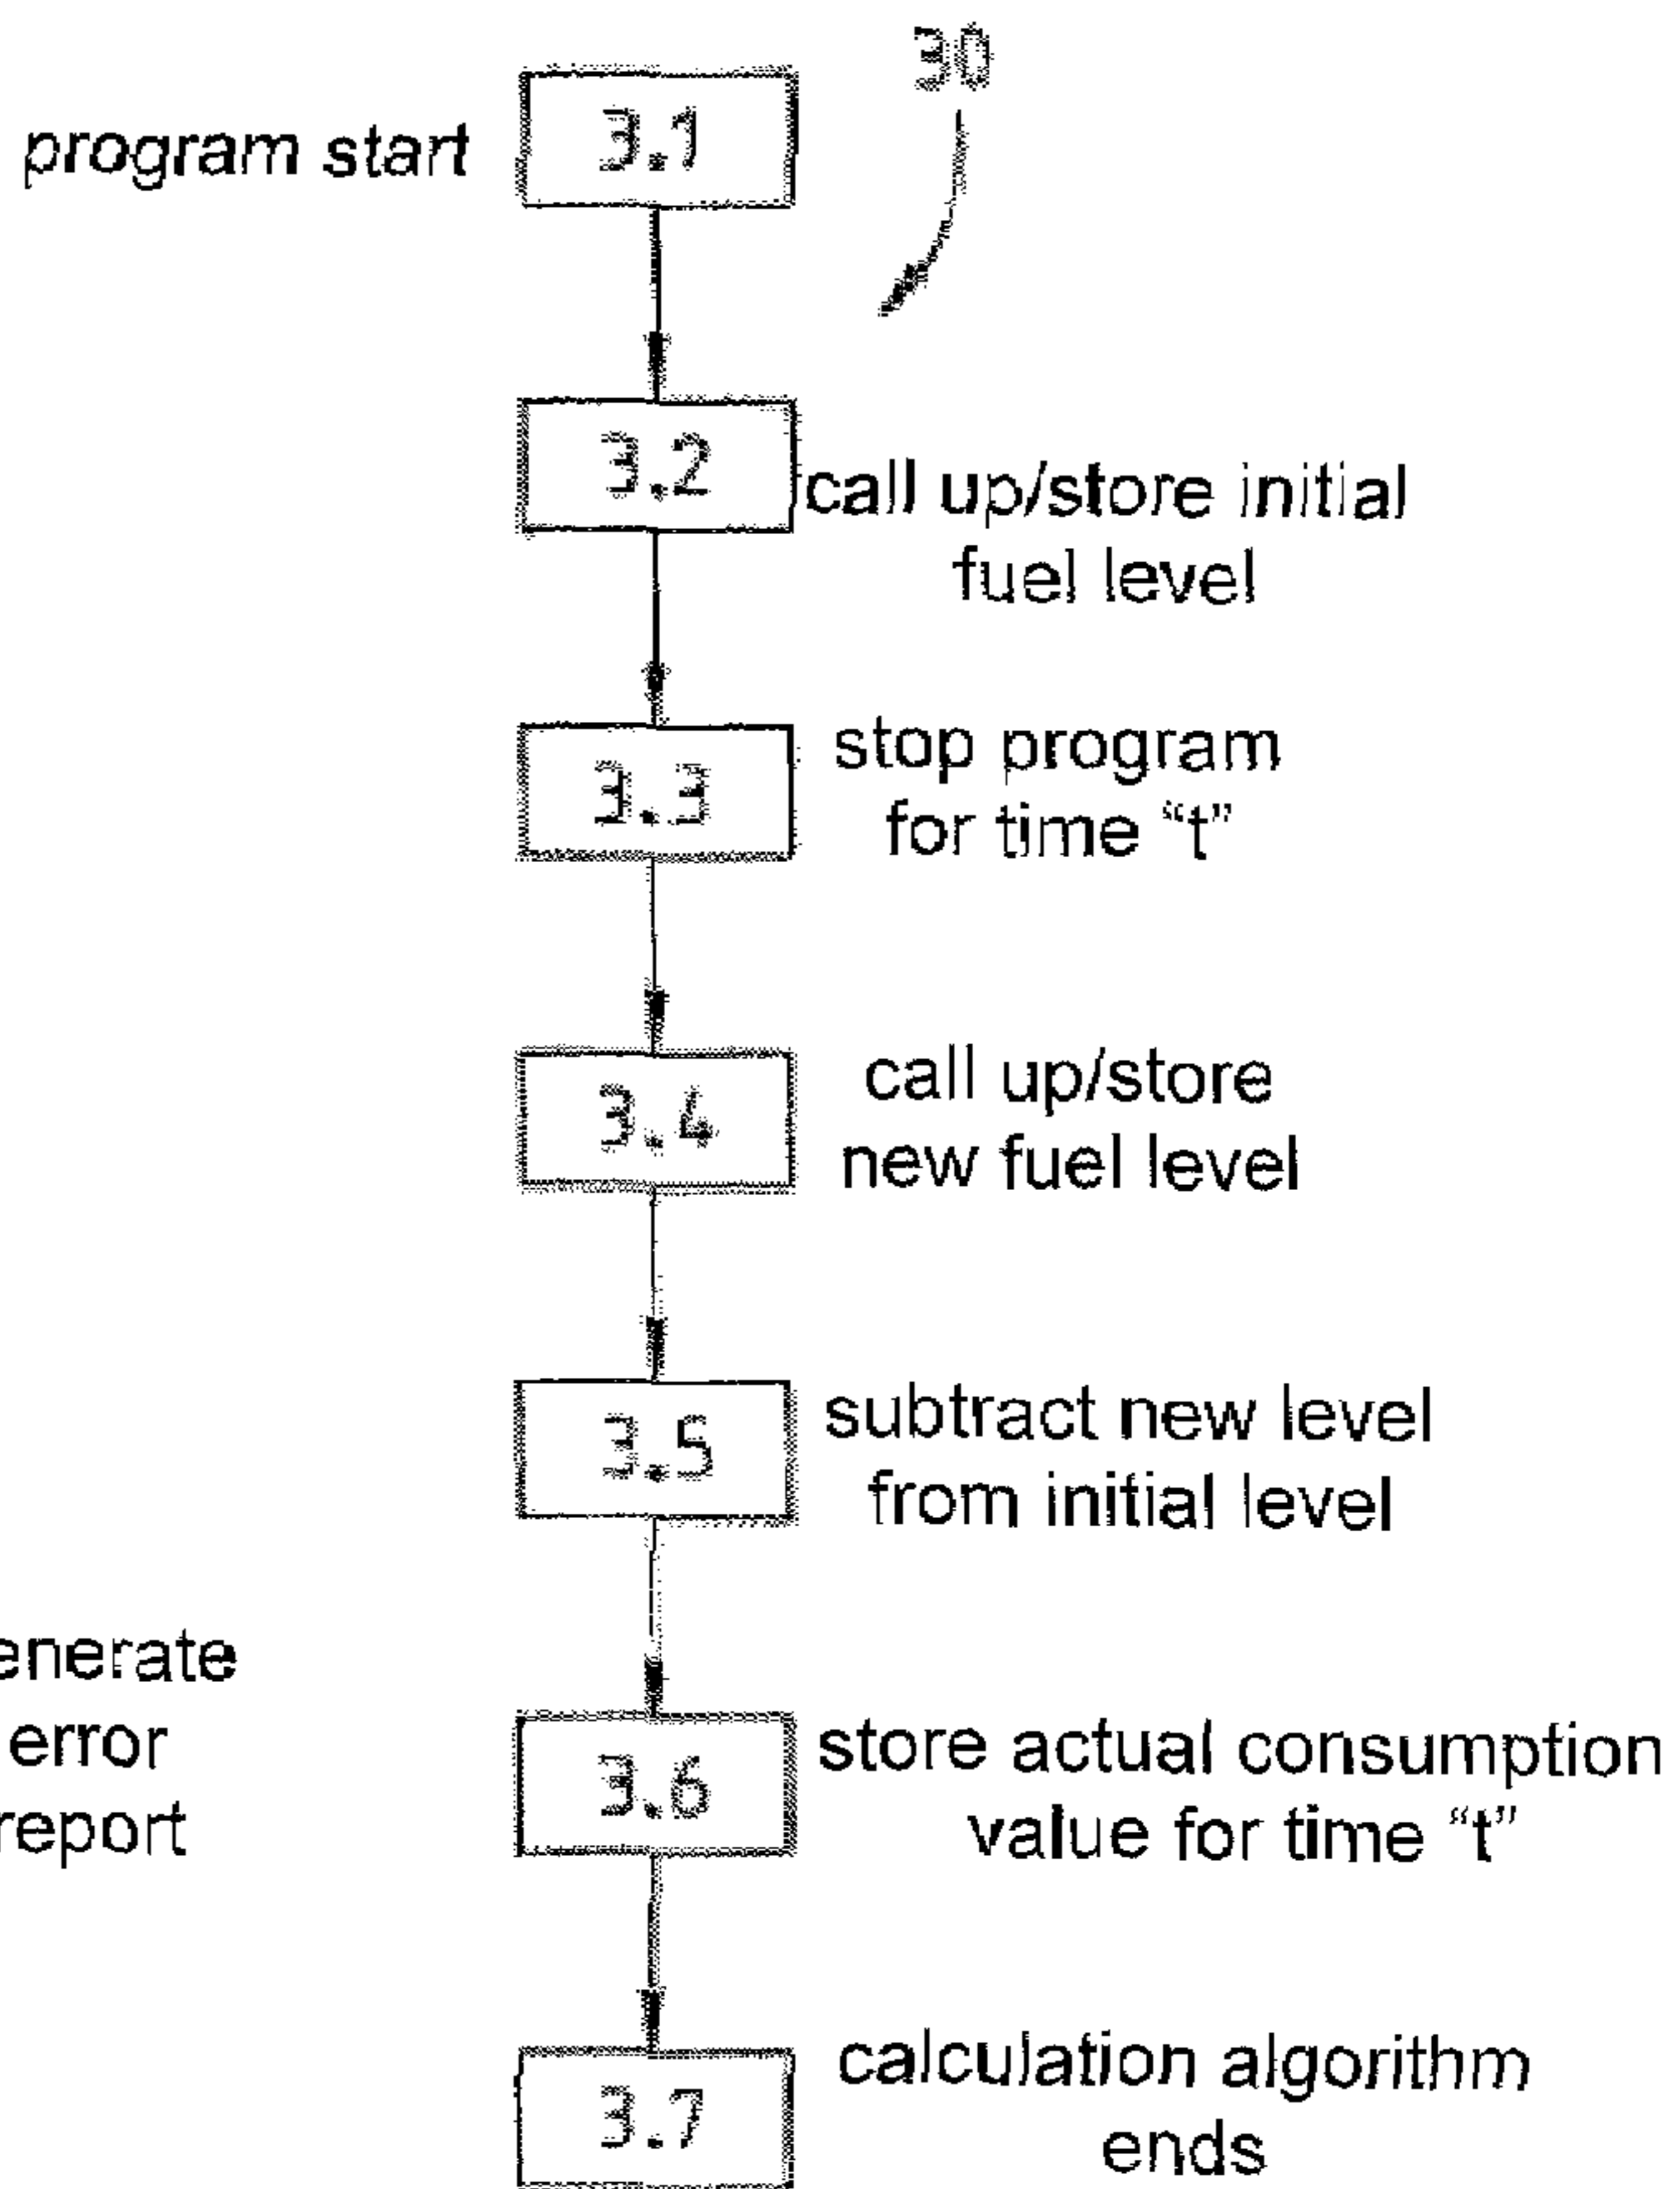 30
program start
3.1
3.2
call up/store initial
fuel level
3.3
stop program
for time “t”
3.4
call up/store
new fuel level
3.5
subtract new level
from initial level
enerate
error
report
3.6
store actual consumption
value for time “t”
3.7
calculation algorithm
ends